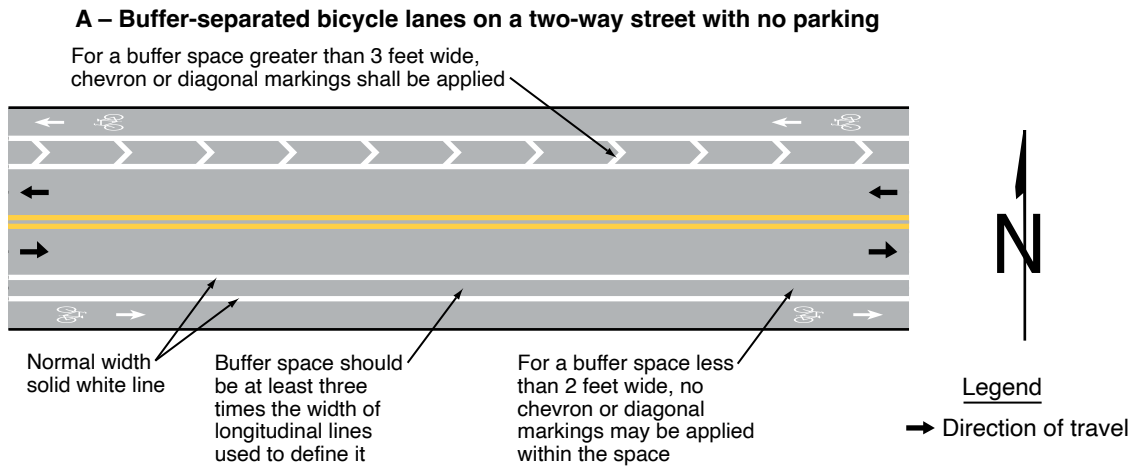 A – Buffer-separated bicycle lanes on a two-way street with no parking
For a buffer space greater than 3 feet wide,
chevron or diagonal markings shall be applied
N
Normal width
solid white line
Buffer space should
be at least three
times the width of
longitudinal lines
used to define it
For a buffer space less
than 2 feet wide, no
chevron or diagonal
markings may be applied
within the space
Legend
Direction of travel